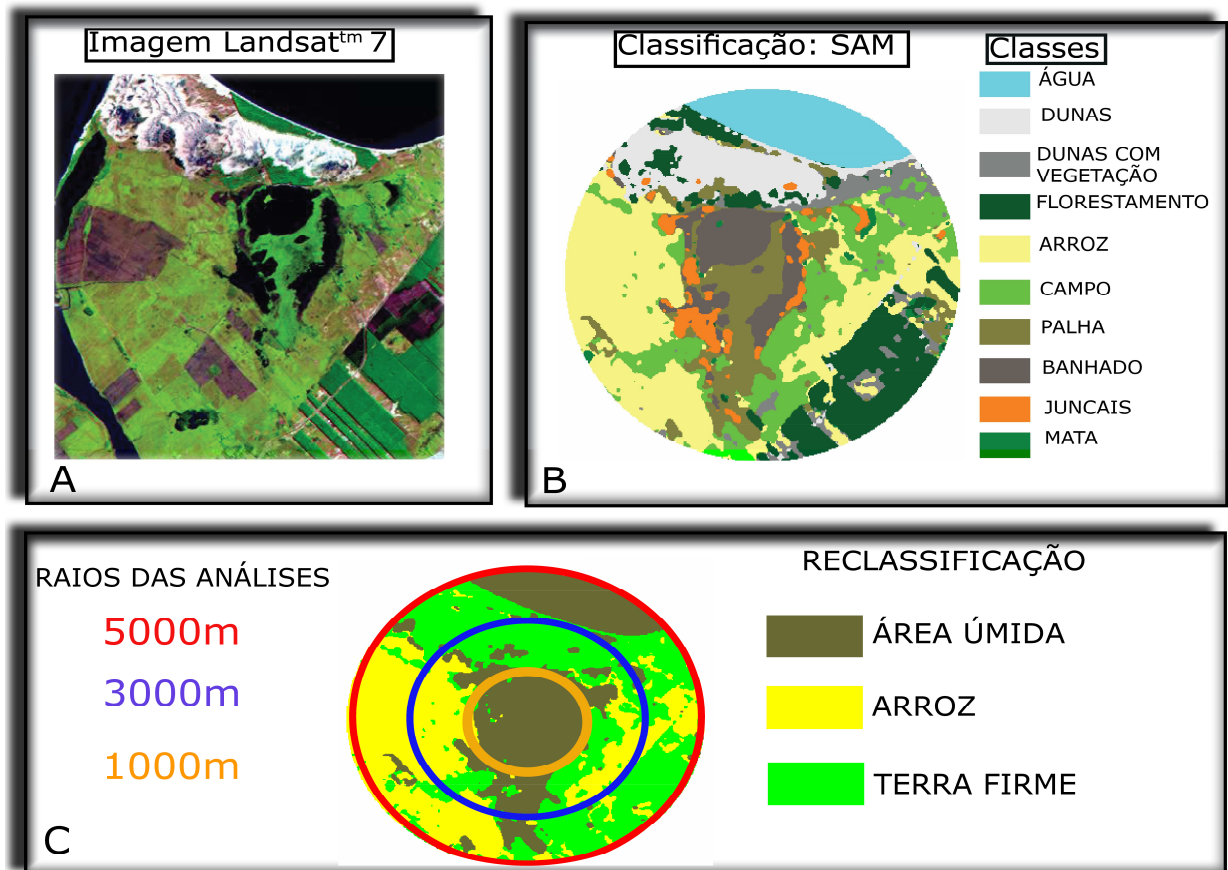 Imagem Landsat™ 7
A
Classificação: SAM
Classes
ÁGUA
DUNAS
DUNAS COM
VEGETAÇÃO
FLORESTAMENTO
ARROZ
CAMPO
PALHA
BANHADO
JUNCAIS
MATA
B
RAIOS DAS ANÁLISES
5000m
3000m
1000m
RECLASSIFICAÇÃO
ÁREA ÚMIDA
ARROZ
TERRA FIRME
C